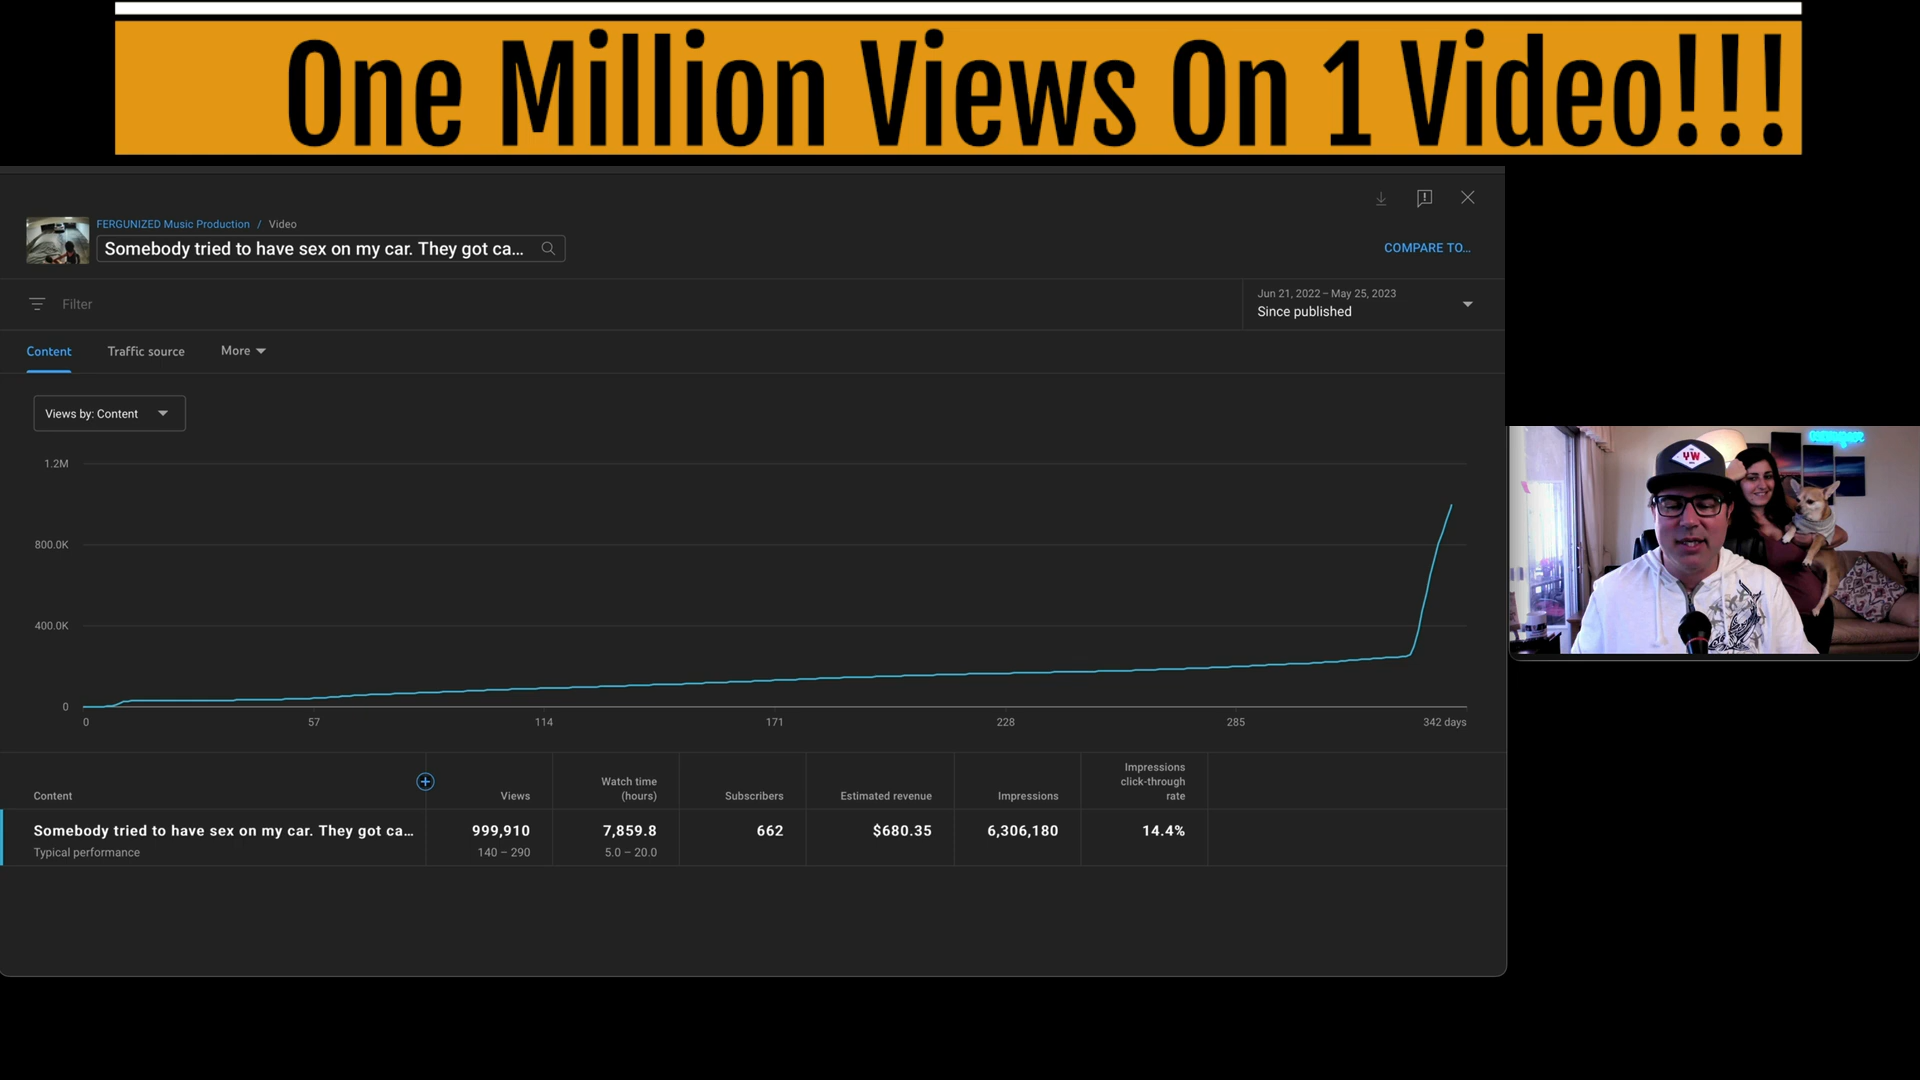 One Million Views On 1 Video!!!
FERGUNIZED Music Production / Video
Somebody tried to have sex on my car. They got ca...
COMPARE TO...
Filter
Jun 21, 2022 – May 25, 2023
Since published
Content
Traffic source
More
Views by: Content
1.2M
800.0K
400.0K
0
0
57
114
171
228
285
342 days
Content
Views
Watch time
(hours)
Subscribers
Estimated revenue
Impressions
Impressions
click-through
rate
Somebody tried to have sex on my car. They got ca...
999,910
7,859.8
662
$680.35
6,306,180
14.4%
Typical performance
140 – 290
5.0 – 20.0
YW